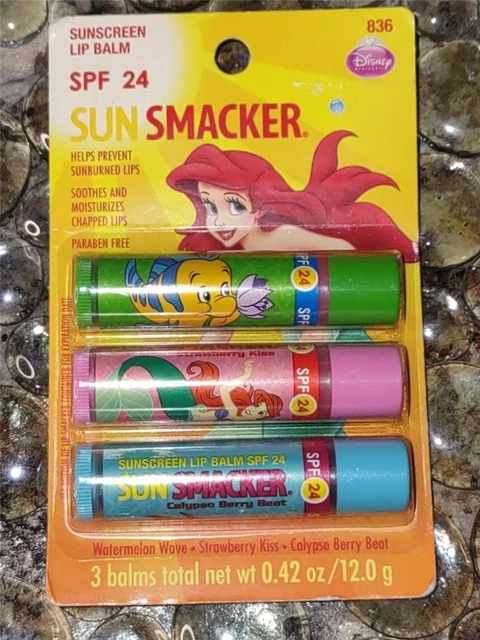 SUNSCREEN
LIP BALM
836
Disney
SPF 24
SUN SMACKER®
HELPS PREVENT
SUNBURNED LIPS
SOOTHES AND
MOISTURIZES
CHAPPED LIPS
PARABEN FREE
SPF 24
SPF
Strawberry Kiss
SPF 24
SUNSCREEN LIP BALM SPF 24
SUN SMACKER®
Calypso Berry Beat
SPF 24
Watermelon Wave • Strawberry Kiss • Calypso Berry Beat
3 balms total net wt 0.42 oz/12.0 g